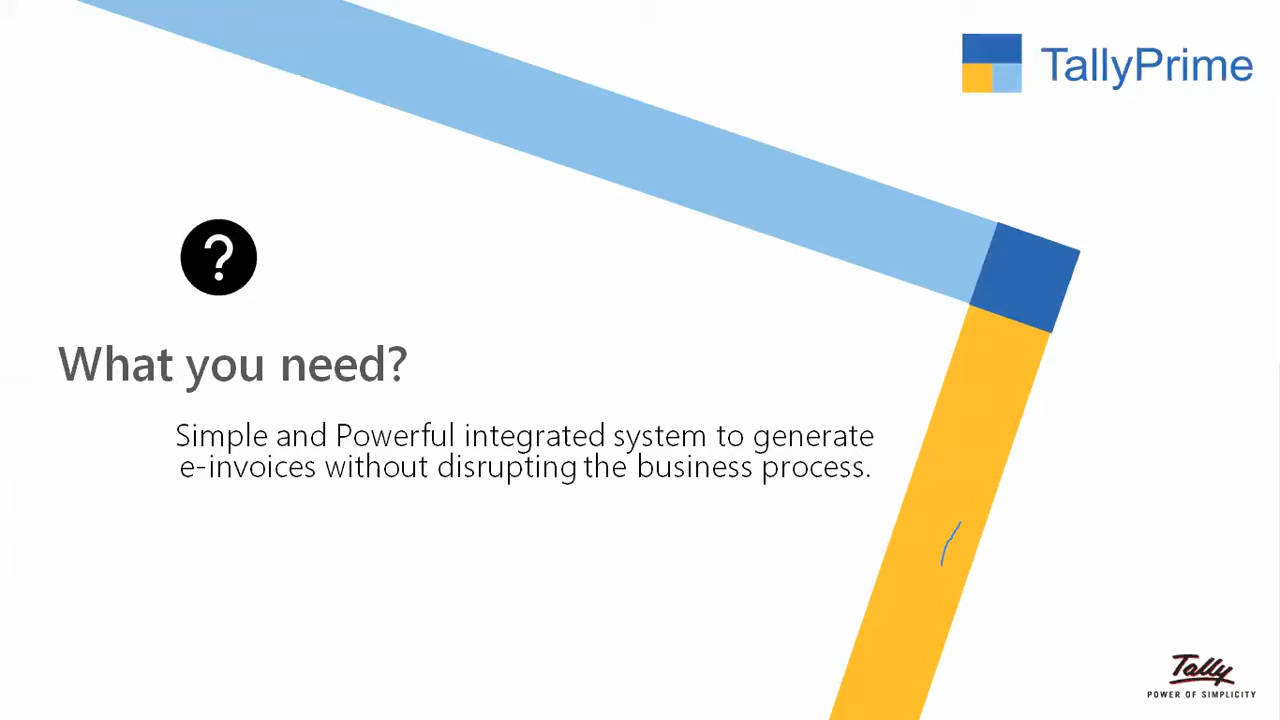 TallyPrime
?
What you need?
Simple and Powerful integrated system to generate
e-invoices without disrupting the business process.
Tally
POWER OF SIMPLICITY